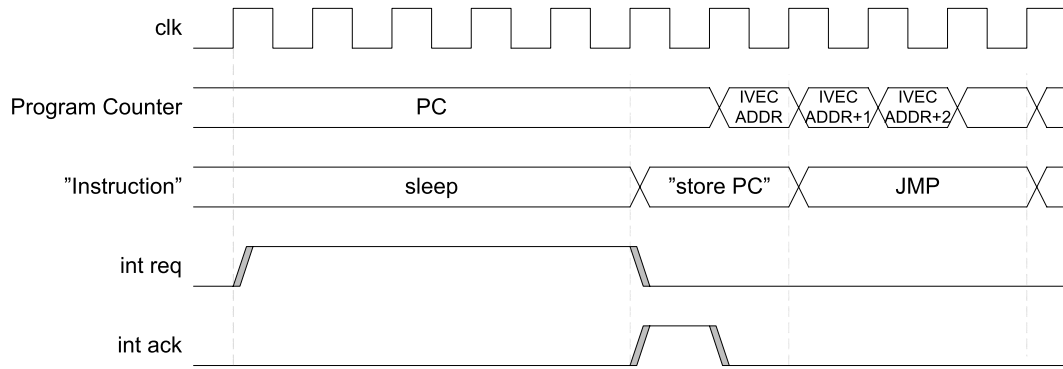 clk
Program Counter
PC
IVEC
ADDR
IVEC
ADDR+1
IVEC
ADDR+2
”Instruction”
sleep
”store PC”
JMP
int req
int ack